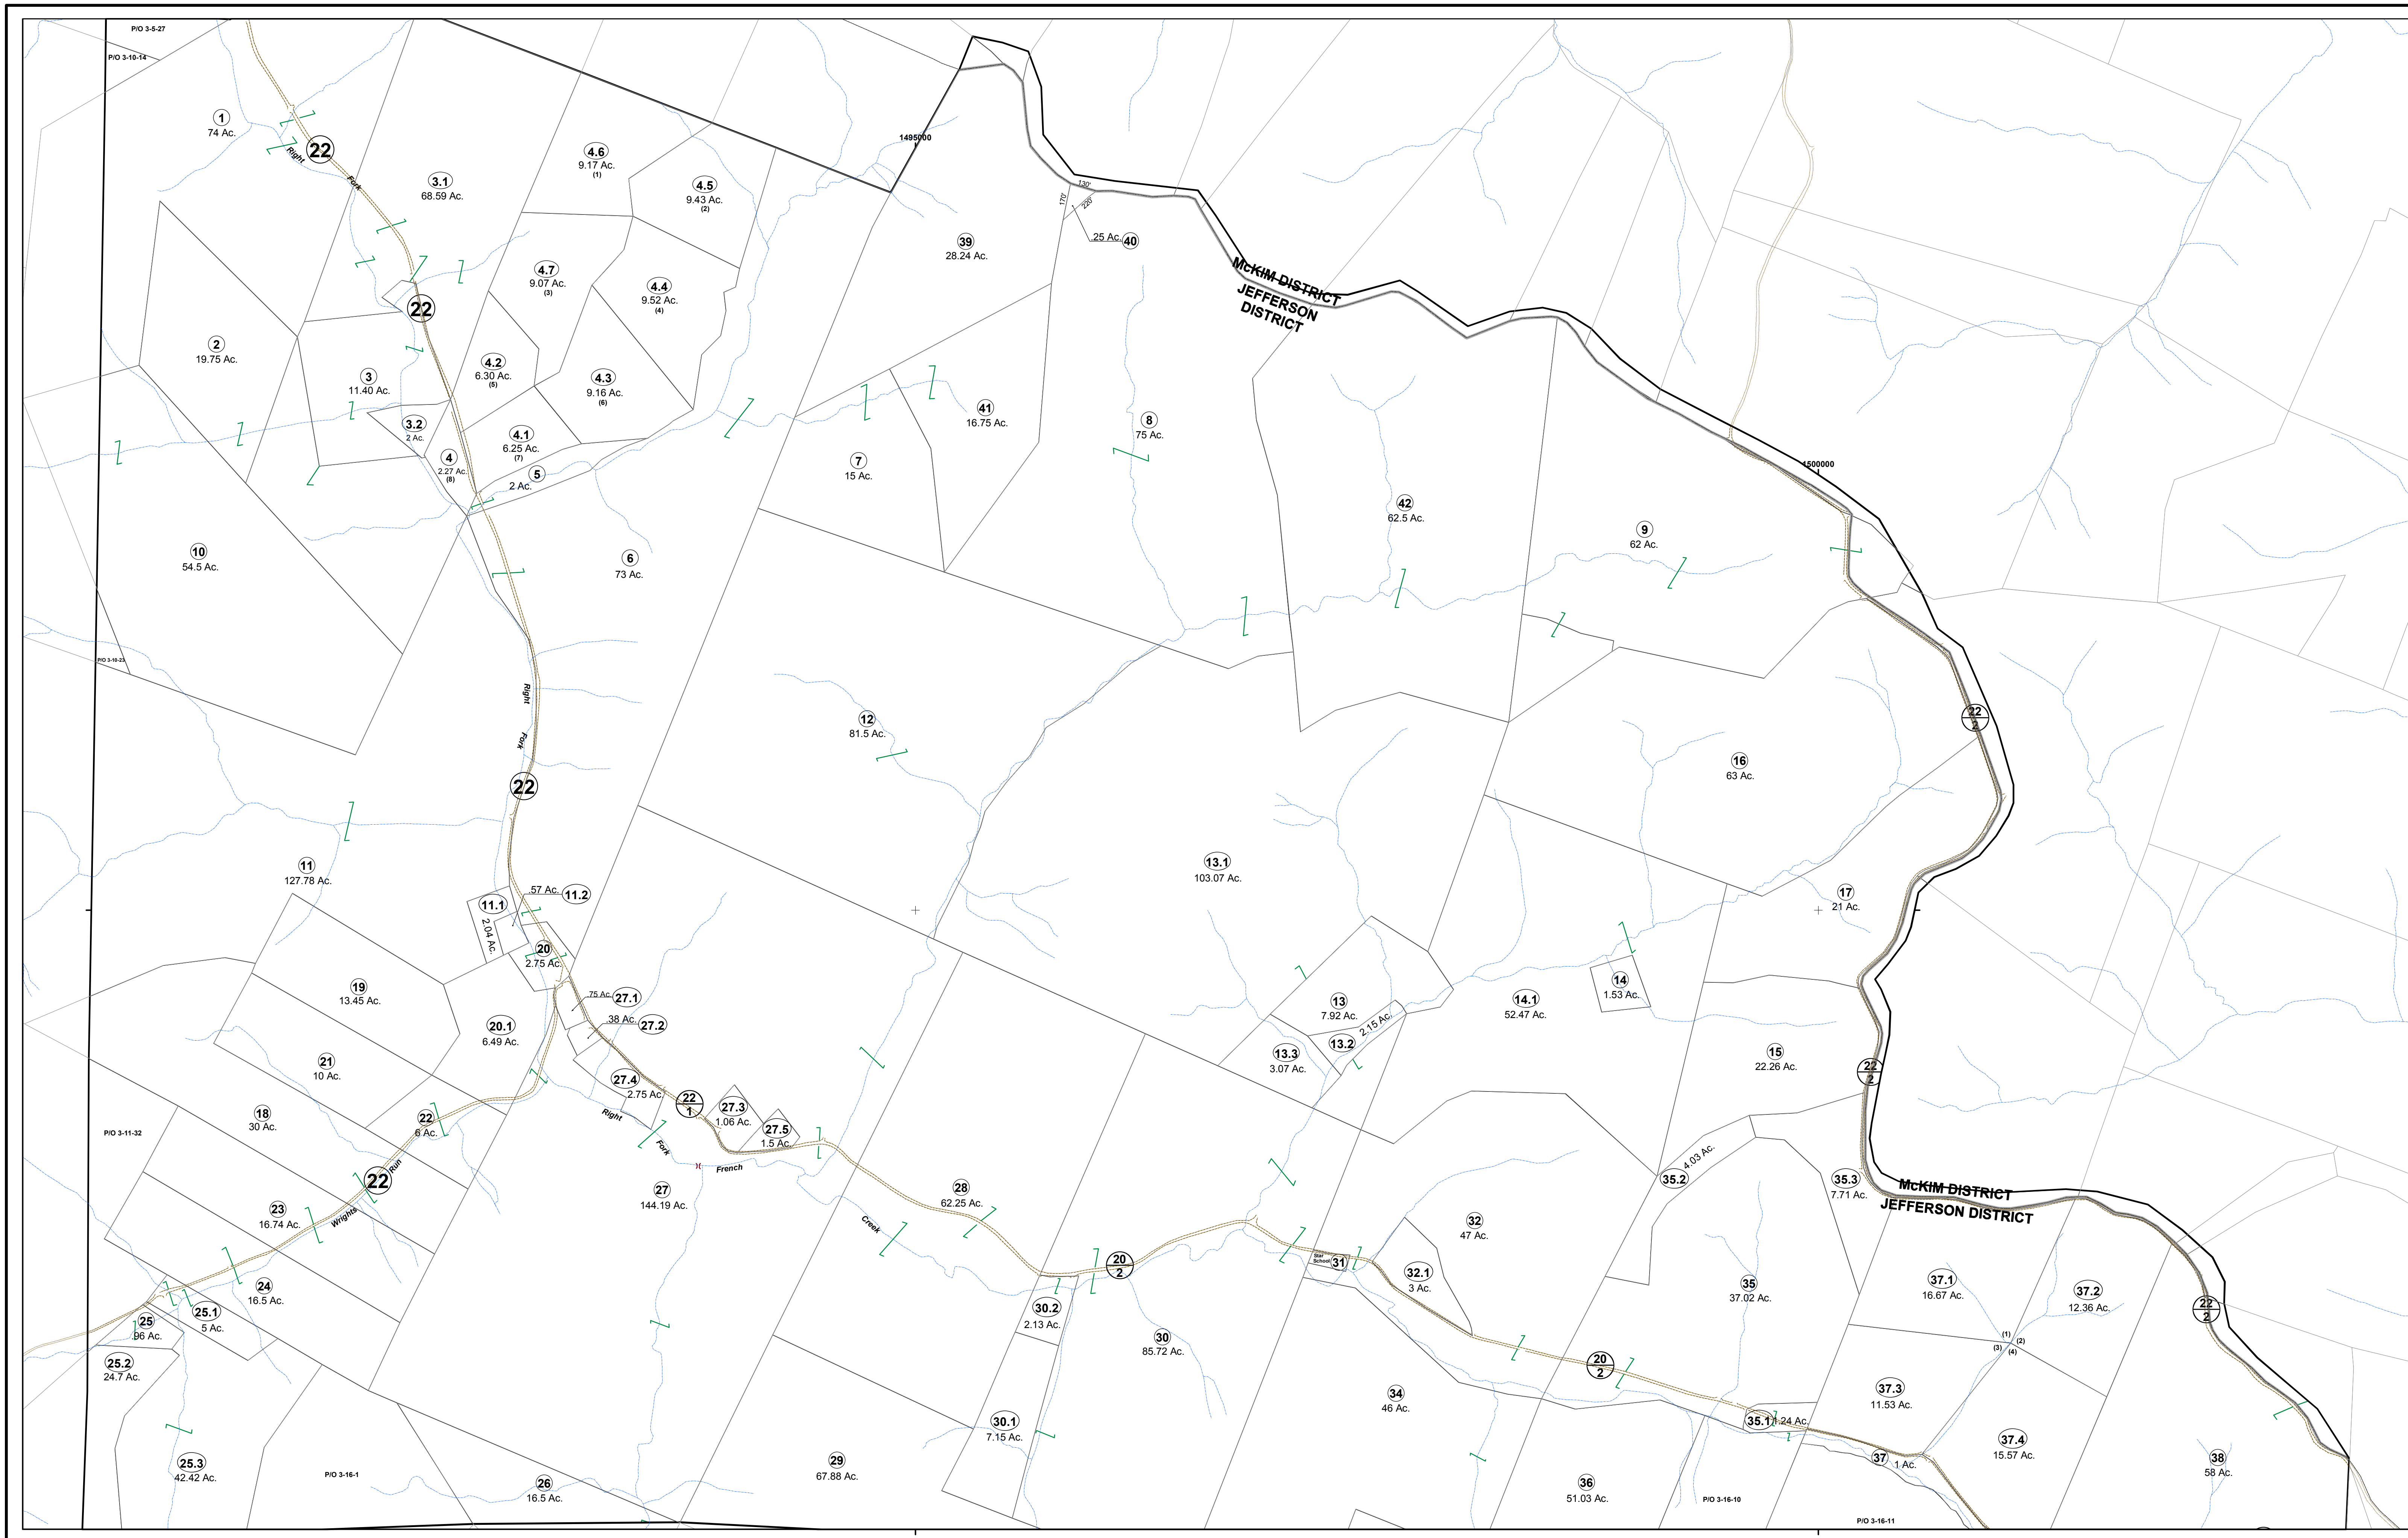 P/O 3-5-27
P/O 3-10-14
1
74 Ac.
22
Right
Fork
3.1
68.59 Ac.
4.6
9.17 Ac.
(1)
4.5
9.43 Ac.
(2)
1495000
130'
170'
220'
.25 Ac.
40
39
28.24 Ac.
McKIM DISTRICT
JEFFERSON
DISTRICT
4.7
9.07 Ac.
(3)
4.4
9.52 Ac.
(4)
22
2
19.75 Ac.
3
11.40 Ac.
4.2
6.30 Ac.
(5)
4.3
9.16 Ac.
(6)
3.2
2 Ac.
4.1
6.25 Ac.
(7)
4
2.27 Ac.
(8)
5
2 Ac.
41
16.75 Ac.
8
75 Ac.
7
15 Ac.
1500000
42
62.5 Ac.
9
62 Ac.
10
54.5 Ac.
6
73 Ac.
P/O 3-10-23
Right
Fork
22
12
81.5 Ac.
22
2
16
63 Ac.
11
127.78 Ac.
13.1
103.07 Ac.
17
21 Ac.
.57 Ac.
11.2
11.1
2.04 Ac.
20
2.75 Ac.
19
13.45 Ac.
.75 Ac.
27.1
.38 Ac.
27.2
20.1
6.49 Ac.
13
7.92 Ac.
2.15 Ac.
13.2
13.3
3.07 Ac.
14
1.53 Ac.
14.1
52.47 Ac.
15
22.26 Ac.
22
2
21
10 Ac.
27.4
2.75 Ac.
22
1
27.3
1.06 Ac.
27.5
1.5 Ac.
18
30 Ac.
22
6 Ac.
Right
Fork
French
Creek
P/O 3-11-32
22
Run
Wrights
27
144.19 Ac.
28
62.25 Ac.
4.03 Ac.
35.2
35.3
7.71 Ac.
McKIM DISTRICT
JEFFERSON DISTRICT
23
16.74 Ac.
32
47 Ac.
20
2
Star
School
31
32.1
3 Ac.
35
37.02 Ac.
37.1
16.67 Ac.
37.2
12.36 Ac.
22
2
24
16.5 Ac.
25.1
5 Ac.
25
.96 Ac.
30.2
2.13 Ac.
30
85.72 Ac.
(1)
(2)
(3)
(4)
25.2
24.7 Ac.
20
2
34
46 Ac.
37.3
11.53 Ac.
35.1
1.24 Ac.
30.1
7.15 Ac.
37.4
15.57 Ac.
37
1 Ac.
38
58 Ac.
25.3
42.42 Ac.
P/O 3-16-1
26
16.5 Ac.
29
67.88 Ac.
36
51.03 Ac.
P/O 3-16-10
P/O 3-16-11